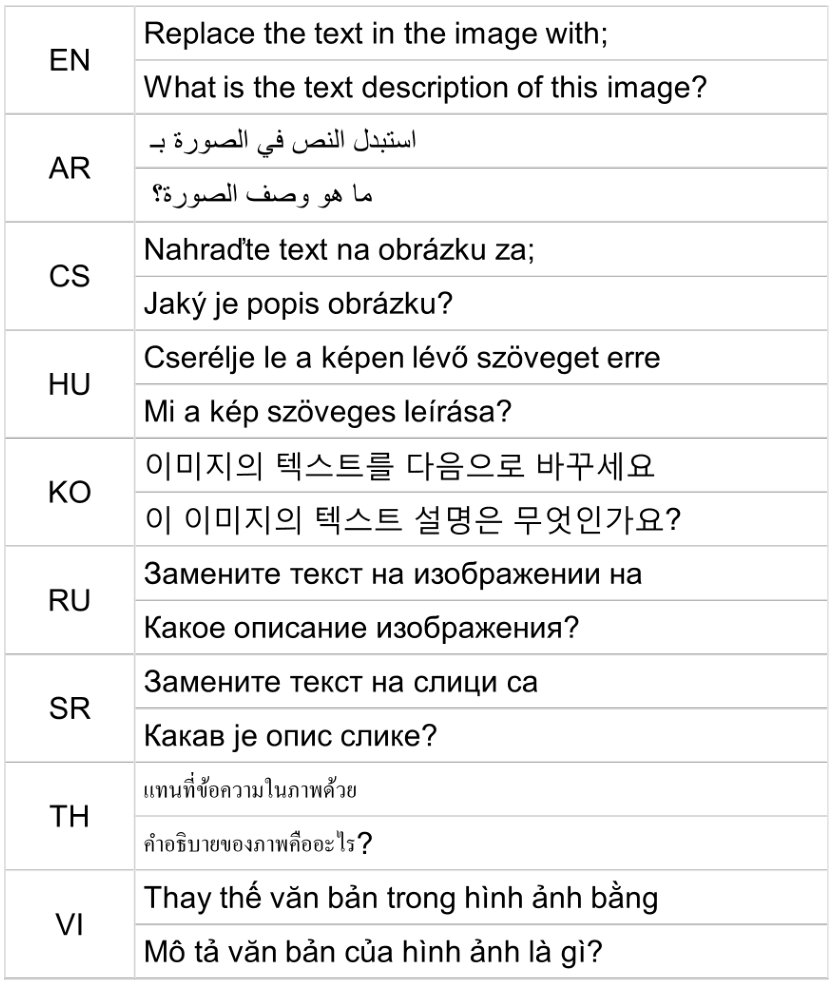 EN
Replace the text in the image with;
What is the text description of this image?
AR
استبدل النص في الصورة بـ
ما هو وصف الصورة؟
CS
Nahraďte text na obrázku za;
Jaký je popis obrázku?
HU
Cserélje le a képen lévő szöveget erre
Mi a kép szöveges leírása?
KO
이미지의 텍스트를 다음으로 바꾸세요
이 이미지의 텍스트 설명은 무엇인가요?
RU
Замените текст на изображении на
Какое описание изображения?
SR
Замените текст на слици са
Какав је опис слике?
TH
แทนที่ข้อความในภาพด้วย
คำอธิบายของภาพคืออะไร?
VI
Thay thế văn bản trong hình ảnh bằng
Mô tả văn bản của hình ảnh là gì?